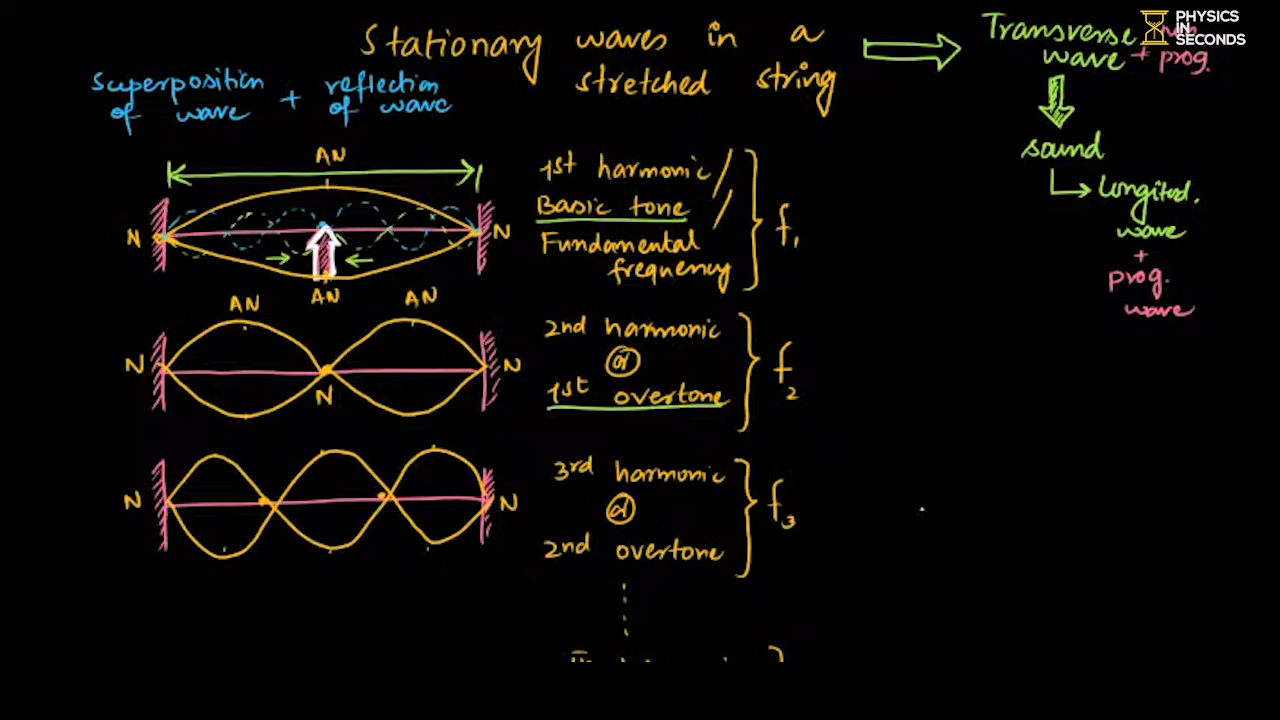 Stationary waves in a
stretched string
superposition
of wave
+
reflection
of wave
Transverse
wave + prog.
sound
longitud.
wave
+
prog.
wave
PHYSICS
IN
SECONDS
AN
N
N
AN
1st harmonic /
Basic tone /
Fundamental
frequency
f1
AN
AN
N
N
N
2nd harmonic
or
1st overtone
f2
N
N
3rd harmonic
or
2nd overtone
f3